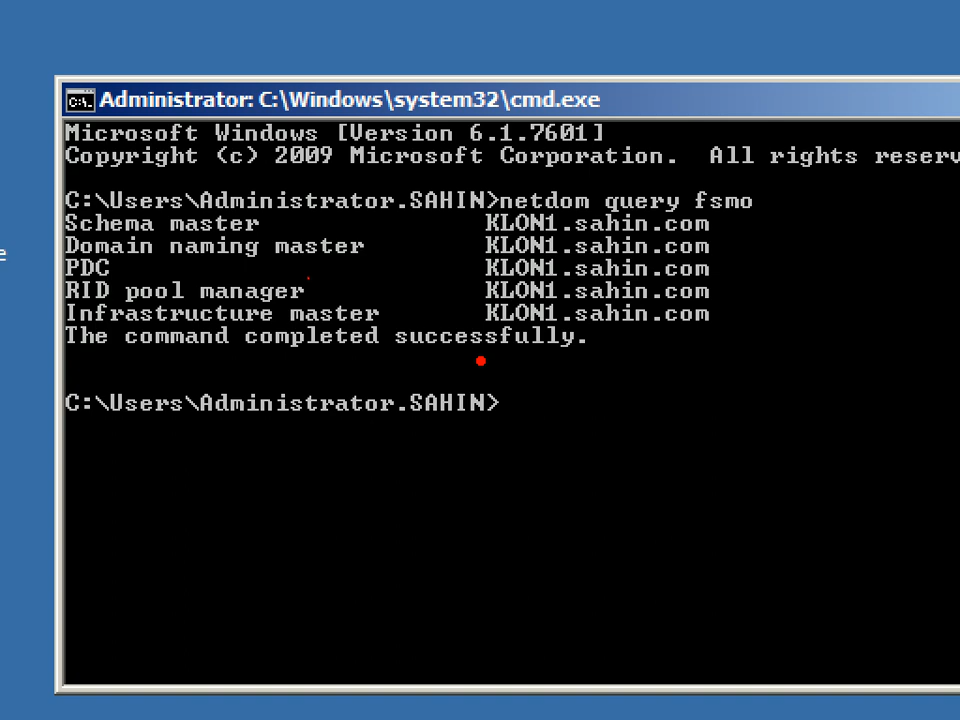 Administrator: C:\Windows\system32\cmd.exe
Microsoft Windows [Version 6.1.7601]
Copyright (c) 2009 Microsoft Corporation.  All rights reserv
C:\Users\Administrator.SAHIN>netdom query fsmo
Schema master               KLON1.sahin.com
Domain naming master        KLON1.sahin.com
PDC                         KLON1.sahin.com
RID pool manager            KLON1.sahin.com
Infrastructure master       KLON1.sahin.com
The command completed successfully.
C:\Users\Administrator.SAHIN>